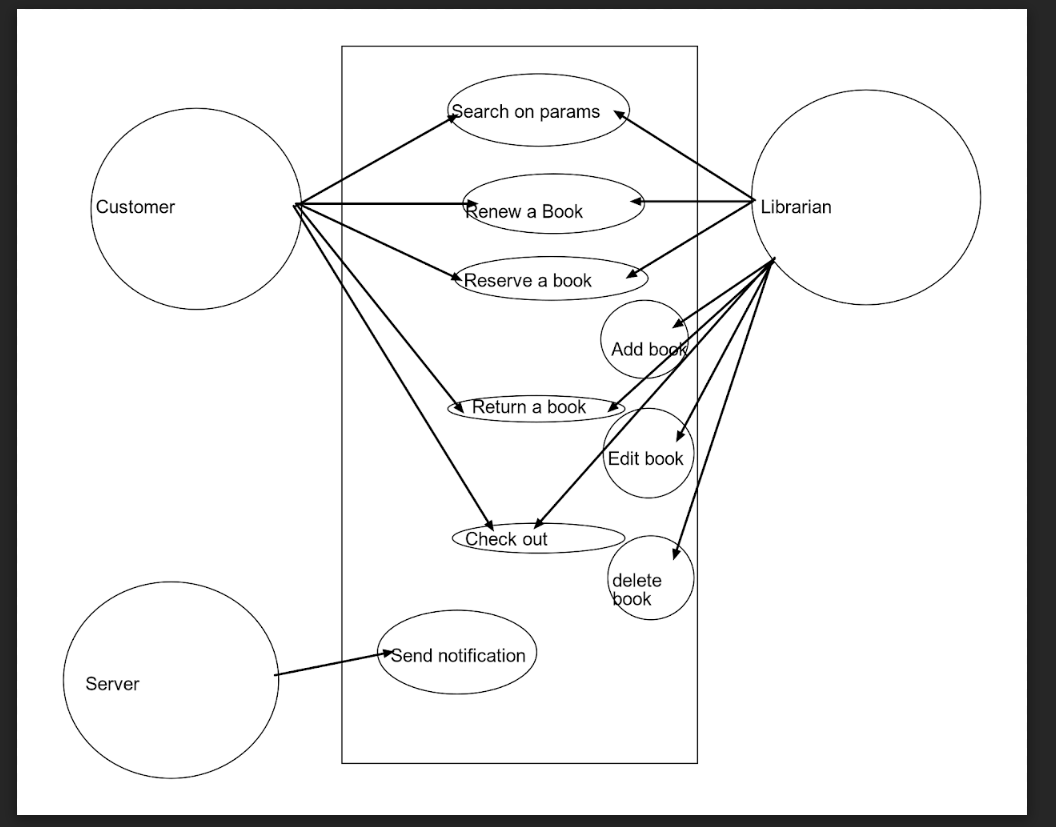 Search on params
Customer
Renew a Book
Librarian
Reserve a book
Add book
Return a book
Edit book
Check out
delete
book
Send notification
Server